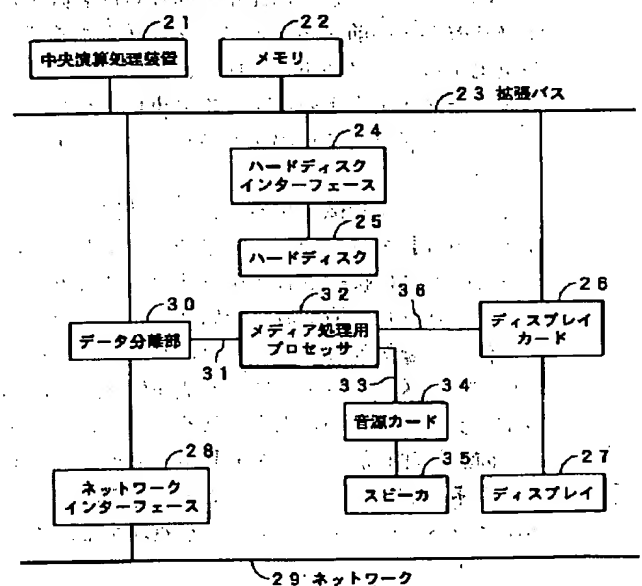 21
22
中央演算処理装置
メモリ
23 拡張バス
24
ハードディスク
インターフェース
25
ハードディスク
30
32
36
26
データ分離部
メディア処理用
プロセッサ
ディスプレイ
カード
31
33
34
音源カード
28
35
27
ネットワーク
インターフェース
スピーカ
ディスプレイ
29 ネットワーク